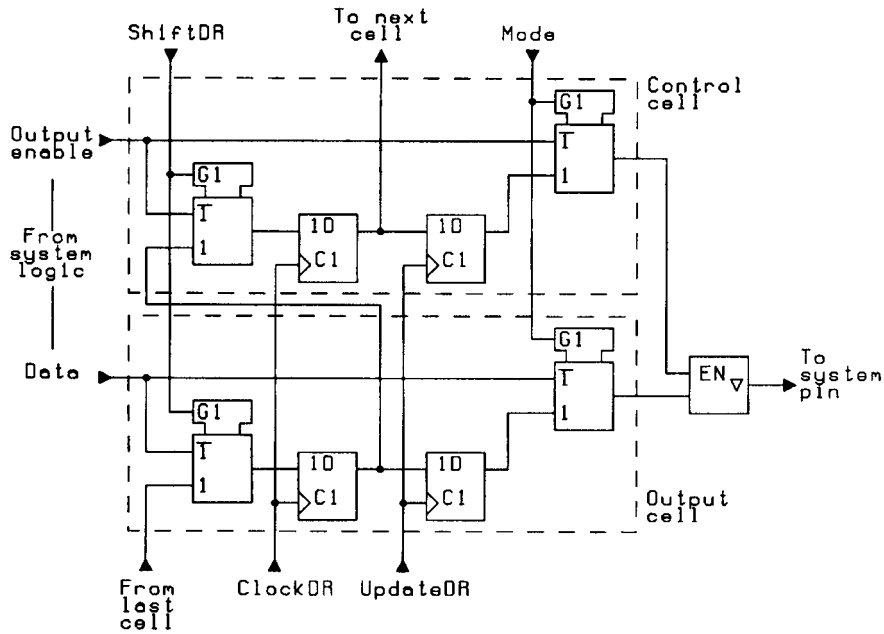 ShiftDR
To next
cell
Mode
Control
cell
G1
Output
enable
T
1
G1
T
1
1D
C1
1D
C1
From
system
logic
G1
Data
T
1
EN
To
system
pin
G1
T
1
1D
C1
1D
C1
Output
cell
From
last
cell
ClockDR
UpdateDR